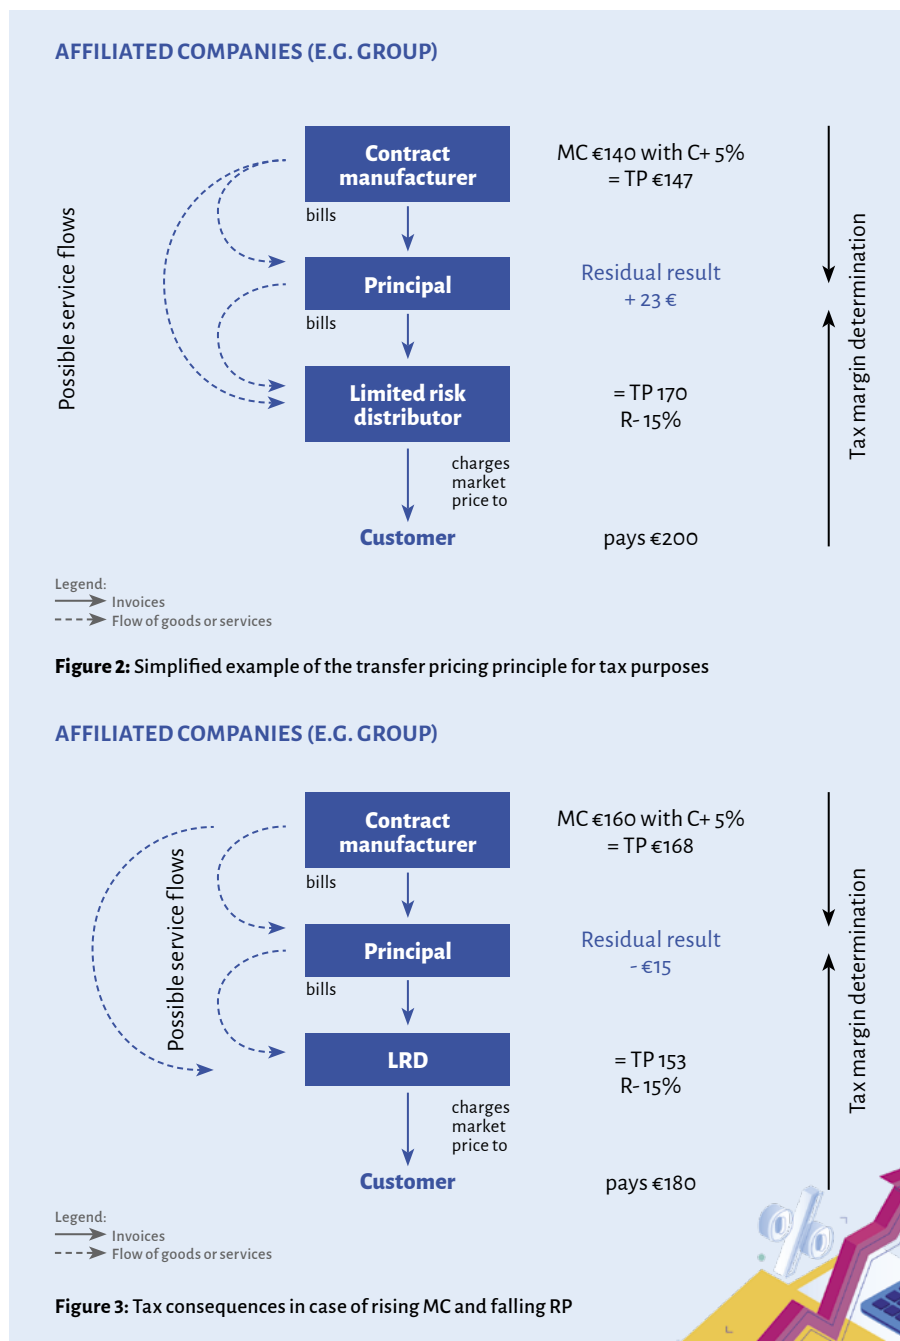 AFFILIATED COMPANIES (E.G. GROUP)
Possible service flows
Contract
manufacturer
MC €140 with C+ 5%
= TP €147
bills
Principal
Residual result
+ 23 €
bills
Limited risk
distributor
= TP 170
R- 15%
charges
market
price to
Customer
pays €200
Tax margin determination
Legend:
Invoices
Flow of goods or services
Figure 2: Simplified example of the transfer pricing principle for tax purposes
AFFILIATED COMPANIES (E.G. GROUP)
Possible service flows
Contract
manufacturer
MC €160 with C+ 5%
= TP €168
bills
Principal
Residual result
- €15
bills
LRD
= TP 153
R- 15%
charges
market
price to
Customer
pays €180
Tax margin determination
Legend:
Invoices
Flow of goods or services
%
Figure 3: Tax consequences in case of rising MC and falling RP